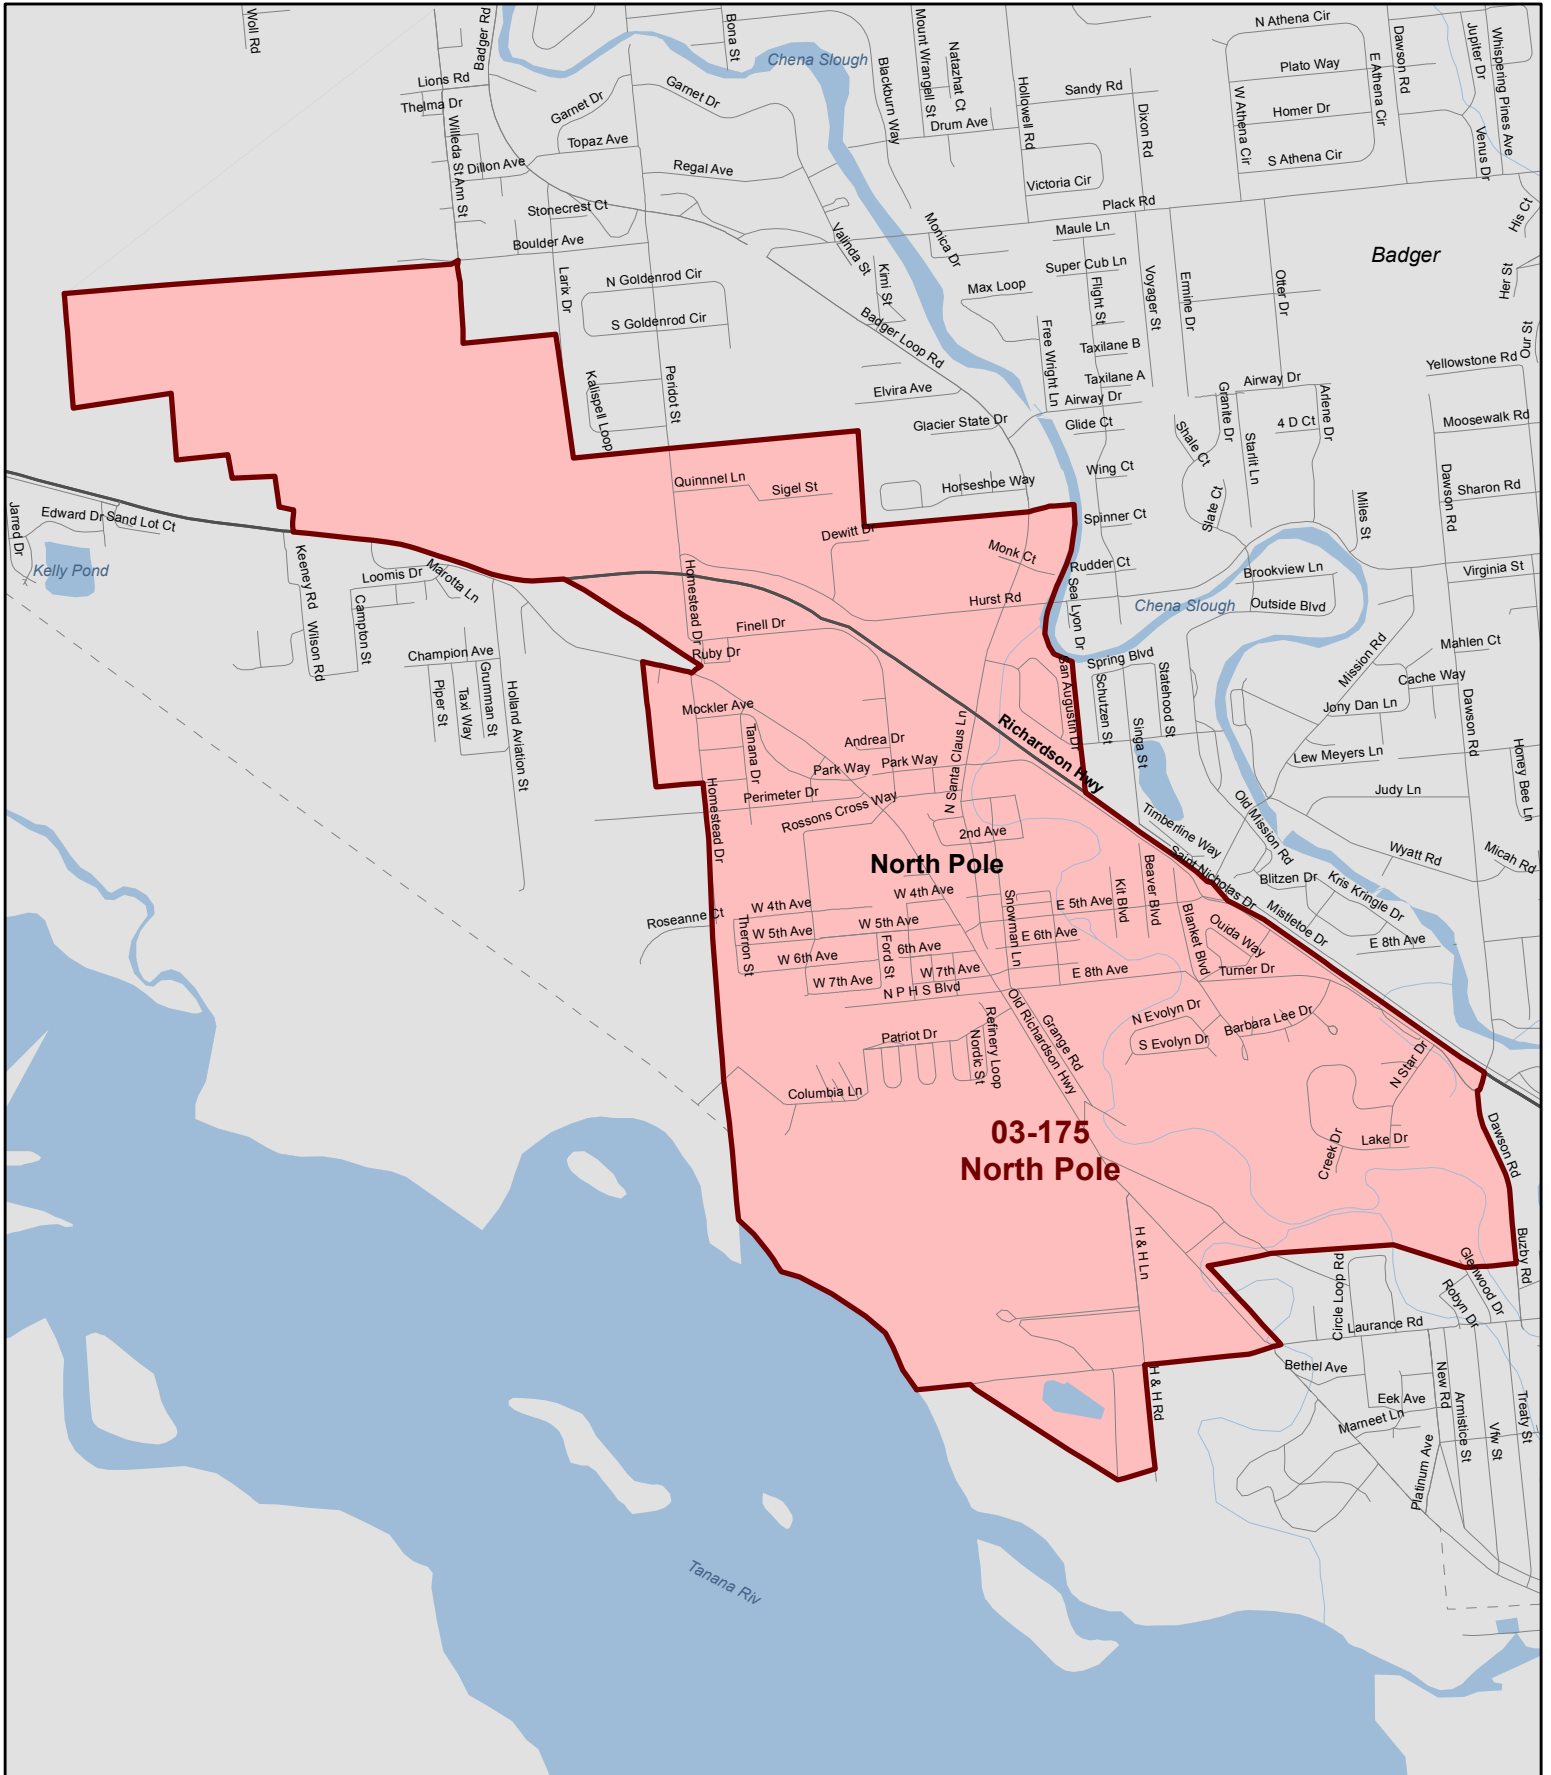 Woll Rd
Badger Rd
Bona St
Chena Slough
Mount Wrangell St
Natazhat Ct
Blackburn Way
Hollowell Rd
Sandy Rd
Dixon Rd
N Athena Cir
Plato Way
Homer Dr
S Athena Cir
W Athena Cir
E Athena Cir
Dawson Rd
Jupiter Dr
Whispering Pines Ave
Venus Dr
Lions Rd
Thelma Dr
Willeda St
Ann St
Garnet Dr
Garnet Dr
Topaz Ave
Dillon Ave
Regal Ave
Drum Ave
Victoria Cir
Plack Rd
Stonecrest Ct
Boulder Ave
Valinda St
Monica Dr
Maule Ln
Super Cub Ln
Badger
His Ct
Her St
Our St
Larix Dr
N Goldenrod Cir
S Goldenrod Cir
Kimi St
Max Loop
Flight St
Voyager St
Ermine Dr
Otter Dr
Badger Loop Rd
Free Wright Ln
Taxilane B
Taxilane A
Yellowstone Rd
Kalispell Loop
Peridot St
Elvira Ave
Airway Dr
Airway Dr
Granite Dr
Arlene Dr
Glacier State Dr
Glide Ct
Shale Ct
Starlit Ln
4 D Ct
Moosewalk Rd
Quinnnel Ln
Sigel St
Horseshoe Way
Wing Ct
Slate Ct
Miles St
Dawson Rd
Sharon Rd
Jarred Dr
Edward Dr
Sand Lot Ct
Dewitt Dr
Spinner Ct
Kelly Pond
Keeney Rd
Loomis Dr
Marotta Ln
Homestead Dr
Monk Ct
Rudder Ct
Brookview Ln
Virginia St
Campton St
Wilson Rd
Hurst Rd
Sea Lyon Dr
Chena Slough
Outside Blvd
Finell Dr
Ruby Dr
Champion Ave
Piper St
Taxi Way
Grumman St
Holland Aviation St
San Augustin Dr
Spring Blvd
Schutzen St
Statehood St
Singa St
Mission Rd
Mahlen Ct
Cache Way
Jony Dan Ln
Dawson Rd
Mockler Ave
Tanana Dr
Andrea Dr
Park Way
Park Way
N Santa Claus Ln
Richardson Hwy
Lew Meyers Ln
Honey Bee Ln
Homestead Dr
Perimeter Dr
Rossons Cross Way
2nd Ave
Judy Ln
Timberline Way
Old Mission Rd
North Pole
Saint Nicholas Dr
Wyatt Rd
Micah Rd
Blitzen Dr
Kris Kringle Dr
Mistletoe Dr
E 8th Ave
Roseanne Ct
Therron St
W 4th Ave
W 4th Ave
W 5th Ave
W 5th Ave
Snowman Ln
E 5th Ave
Kit Blvd
Beaver Blvd
Blanket Blvd
Ouida Way
W 6th Ave
Ford St
6th Ave
E 6th Ave
W 7th Ave
W 7th Ave
E 8th Ave
Turner Dr
N P H S Blvd
Patriot Dr
Refinery Loop
Nordic St
Old Richardson Hwy
Grange Rd
N Evolyn Dr
S Evolyn Dr
Barbara Lee Dr
N Star Dr
Columbia Ln
03-175
North Pole
Creek Dr
Lake Dr
Dawson Rd
H & H Ln
Buzby Rd
Circle Loop Rd
Glenwood Dr
Robyn Dr
Laurance Rd
Bethel Ave
H & H Rd
New Rd
Eek Ave
Marneet Ln
Armistice St
Vfw St
Treaty St
Platinum Ave
Tanana Riv